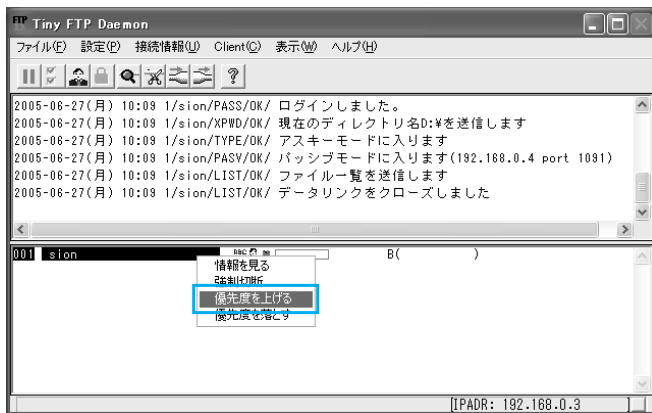 FTP Tiny FTP Daemon
ファイル(F) 設定(P) 接続情報(U) Client(C) 表示(W) ヘルプ(H)
2005-06-27(月) 10:09 1/sion/PASS/OK/ ログインしました。
2005-06-27(月) 10:09 1/sion/XPWD/OK/ 現在のディレクトリ名D:¥を送信します
2005-06-27(月) 10:09 1/sion/TYPE/OK/ アスキーモードに入ります
2005-06-27(月) 10:09 1/sion/PASV/OK/ パッシブモードに入ります(192.168.0.4 port 1091)
2005-06-27(月) 10:09 1/sion/LIST/OK/ ファイル一覧を送信します
2005-06-27(月) 10:09 1/sion/LIST/OK/ データリンクをクローズしました
001 sion B( )
情報を見る
強制切断
優先度を上げる
優先度を落とす
[IPADR: 192.168.0.3 ]